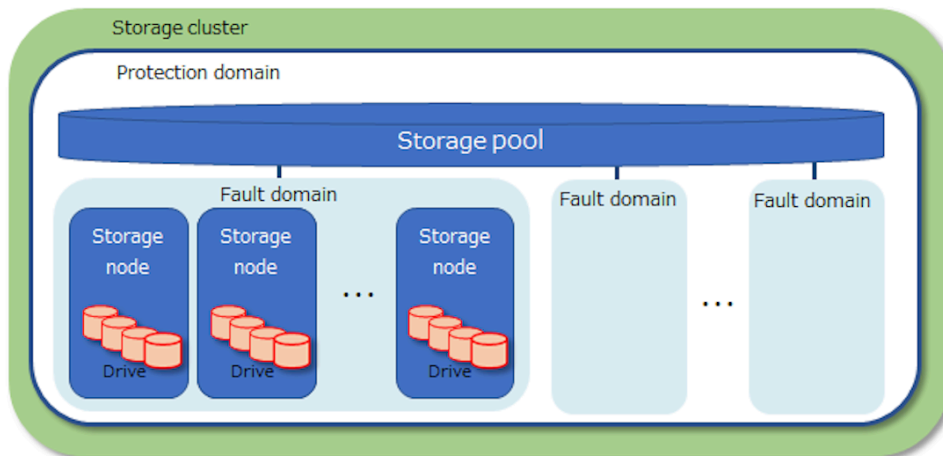 Storage cluster
Protection domain
Storage pool
Fault domain
Fault domain
Fault domain
Storage
node
Storage
node
Storage
node
...
...
Drive
Drive
Drive